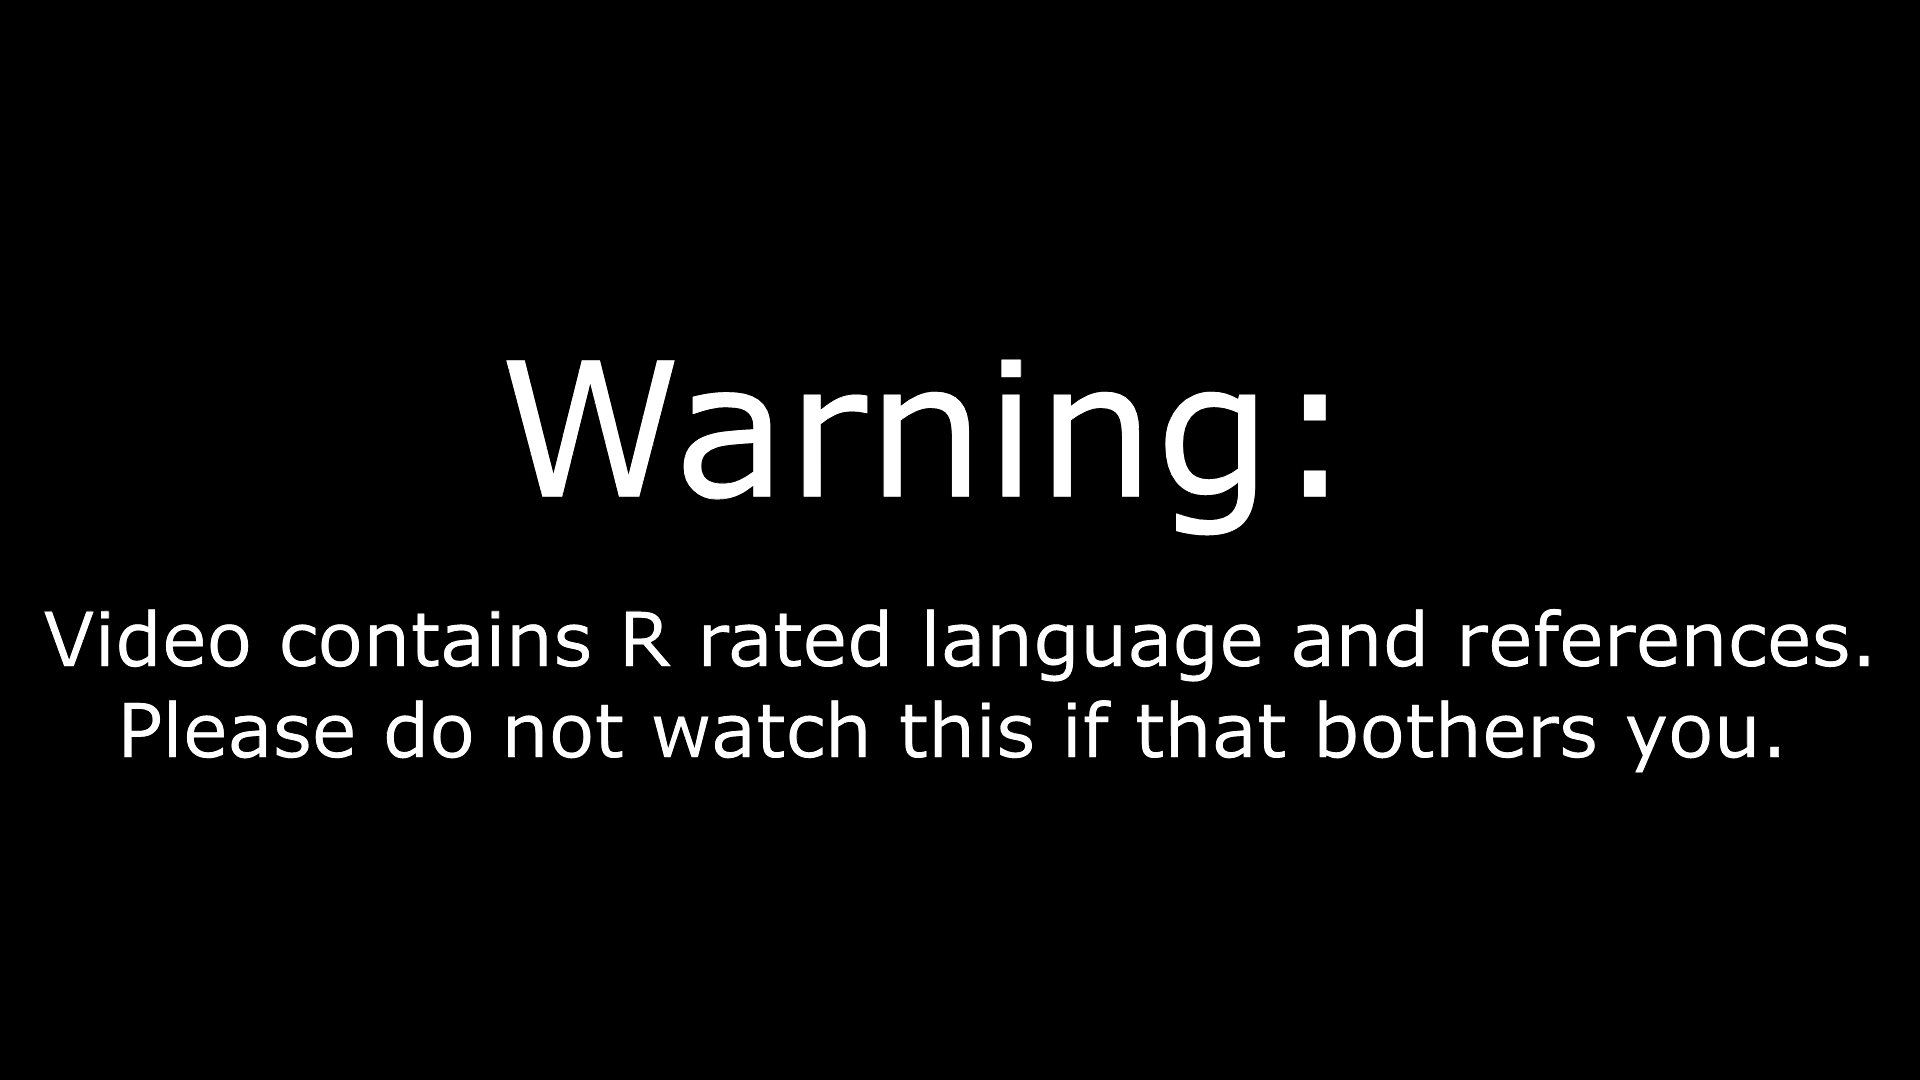 Warning:
Video contains R rated language and references.
Please do not watch this if that bothers you.